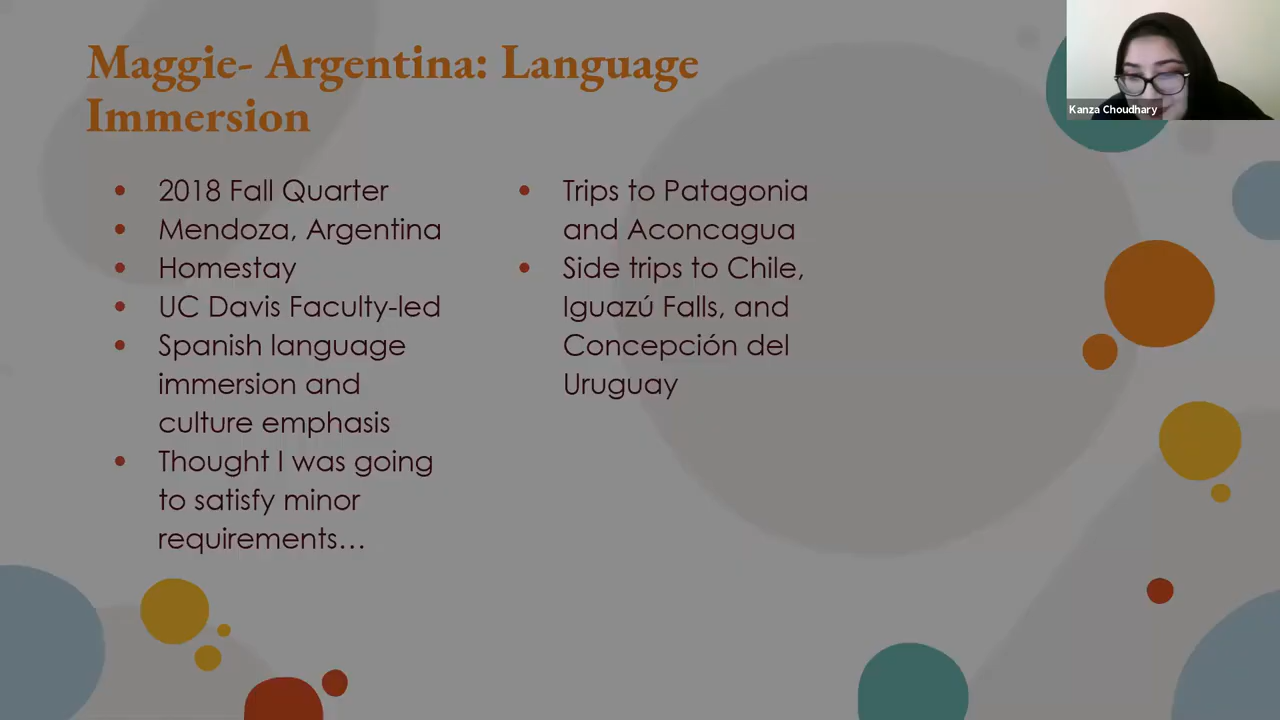 Maggie- Argentina: Language
Immersion
2018 Fall Quarter
Mendoza, Argentina
Homestay
UC Davis Faculty-led
Spanish language
immersion and
culture emphasis
Thought I was going
to satisfy minor
requirements…
Trips to Patagonia
and Aconcagua
Side trips to Chile,
Iguazú Falls, and
Concepción del
Uruguay
Kanza Choudhary